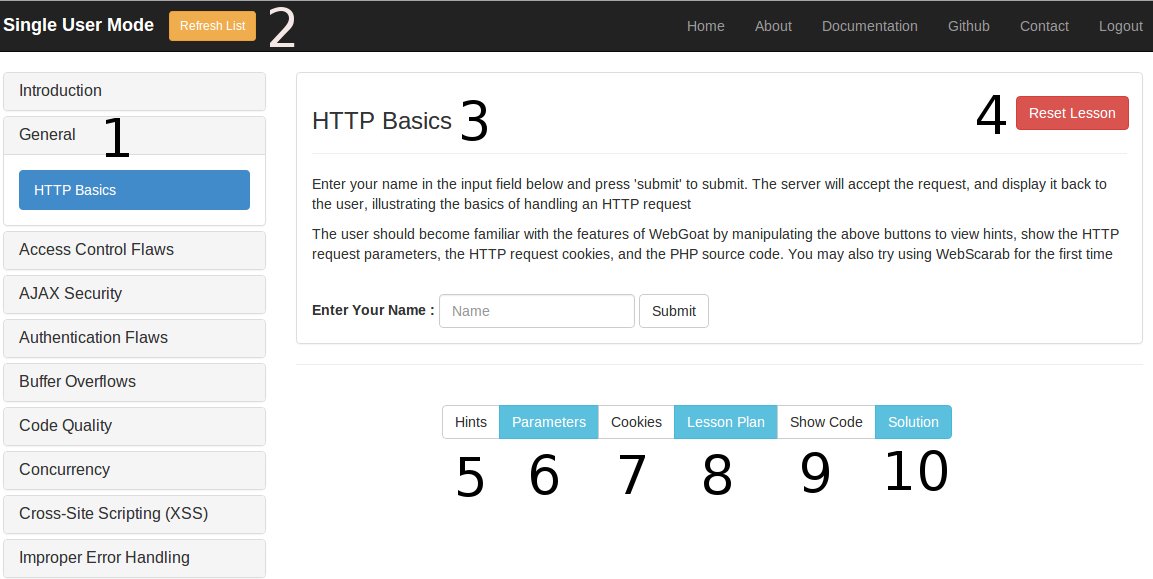 Single User Mode Refresh List 2 Home About Documentation Github Contact Logout
Introduction
General 1
HTTP Basics
Access Control Flaws
AJAX Security
Authentication Flaws
Buffer Overflows
Code Quality
Concurrency
Cross-Site Scripting (XSS)
Improper Error Handling
HTTP Basics 3 4 Reset Lesson
Enter your name in the input field below and press 'submit' to submit. The server will accept the request, and display it back to
the user, illustrating the basics of handling an HTTP request
The user should become familiar with the features of WebGoat by manipulating the above buttons to view hints, show the HTTP
request parameters, the HTTP request cookies, and the PHP source code. You may also try using WebScarab for the first time
Enter Your Name : Name Submit
Hints Parameters Cookies Lesson Plan Show Code Solution
5 6 7 8 9 10